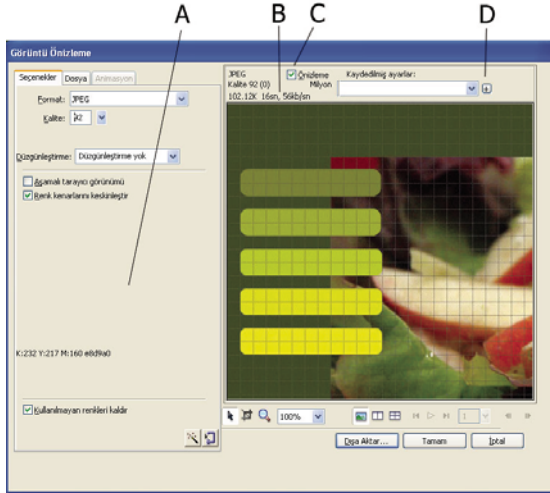 A B C D
Görüntü Önizleme
Seçenekler Dosya Animasyon
Format: JPEG
Kalite: 92
Düzgünleştirme: Düzgünleştirme yok
Aşamalı tarayıcı görünümü
Renk kenarlarını keskinleştir
K:232 Y:217 M:160 e8d9a0
Kullanılmayan renkleri kaldır
JPEG Önizleme Kaydedilmiş ayarlar:
Kalite 92 (0) Milyon
102.12K 16sn, 56kb/sn
100% 1
Dışa Aktar... Tamam İptal